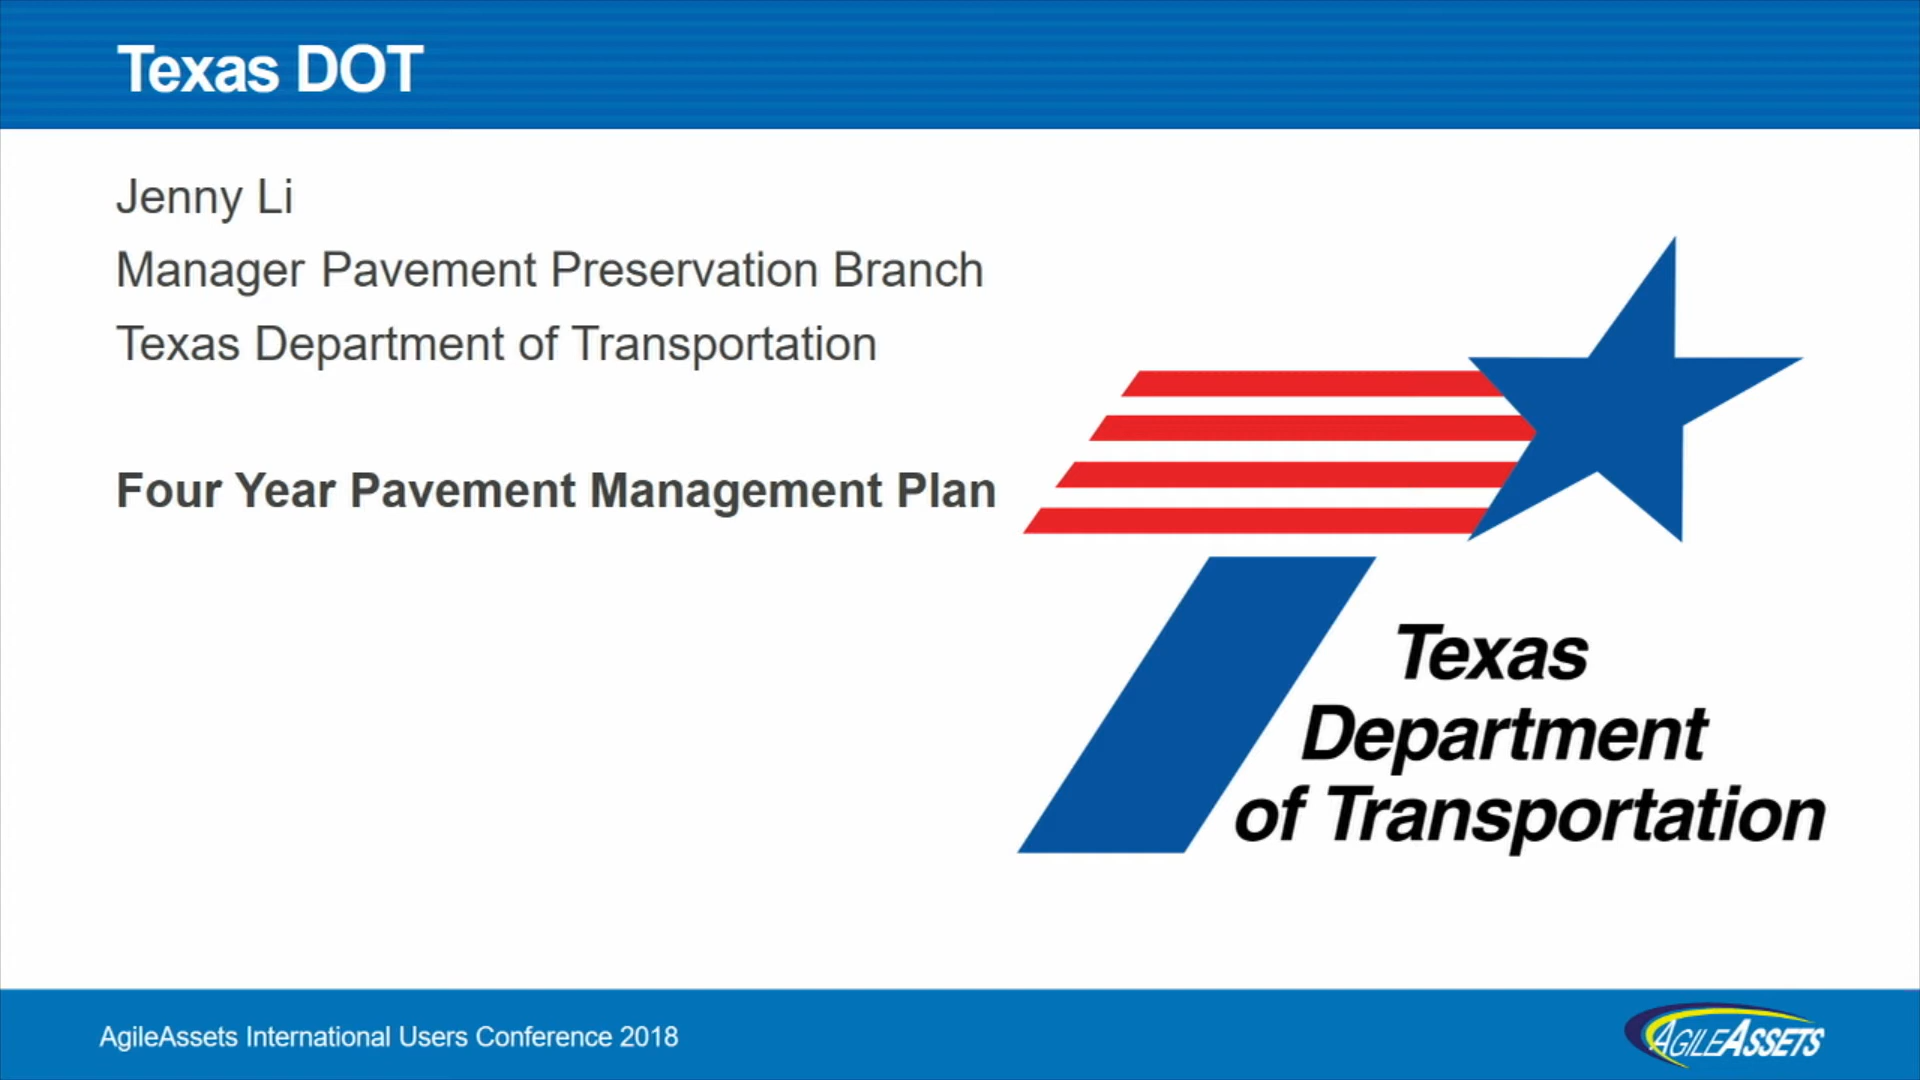 Texas DOT
Jenny Li
Manager Pavement Preservation Branch
Texas Department of Transportation
Four Year Pavement Management Plan
Texas
Department
of Transportation
AgileAssets International Users Conference 2018
AGILEASSETS